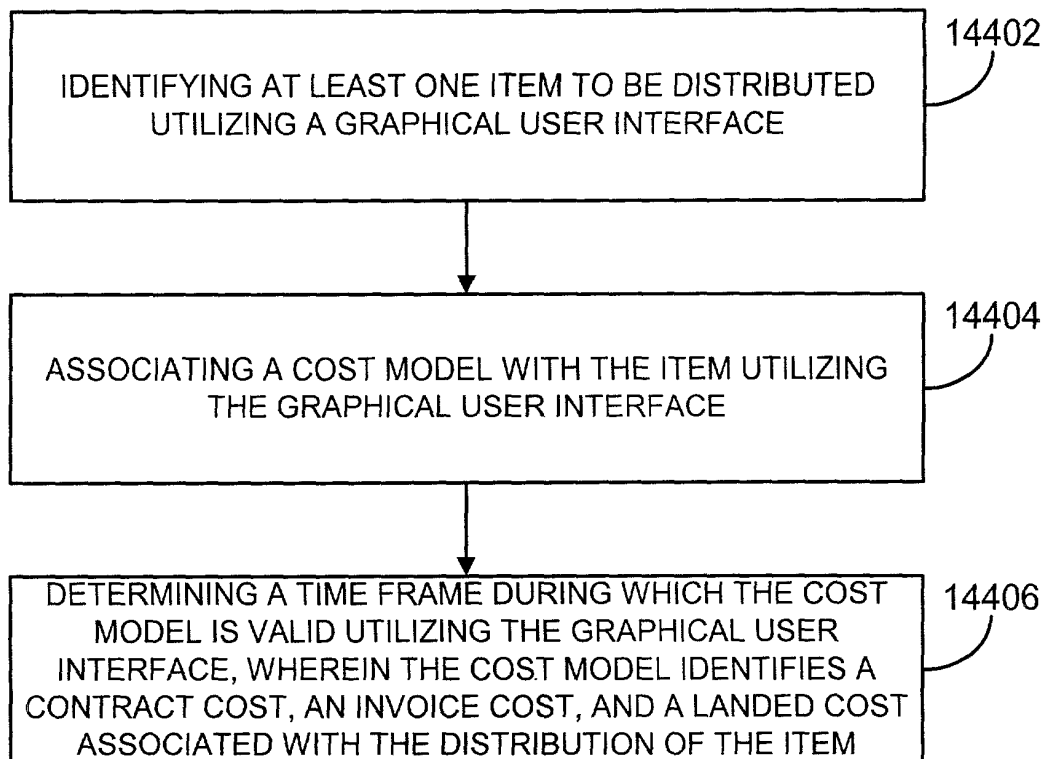 14402
IDENTIFYING AT LEAST ONE ITEM TO BE DISTRIBUTED
UTILIZING A GRAPHICAL USER INTERFACE
14404
ASSOCIATING A COST MODEL WITH THE ITEM UTILIZING
THE GRAPHICAL USER INTERFACE
14406
DETERMINING A TIME FRAME DURING WHICH THE COST
MODEL IS VALID UTILIZING THE GRAPHICAL USER
INTERFACE, WHEREIN THE COST MODEL IDENTIFIES A
CONTRACT COST, AN INVOICE COST, AND A LANDED COST
ASSOCIATED WITH THE DISTRIBUTION OF THE ITEM